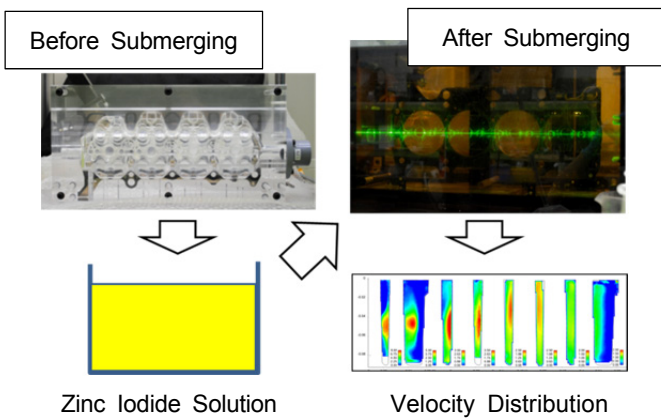 Before Submerging
After Submerging
Zinc Iodide Solution
Velocity Distribution